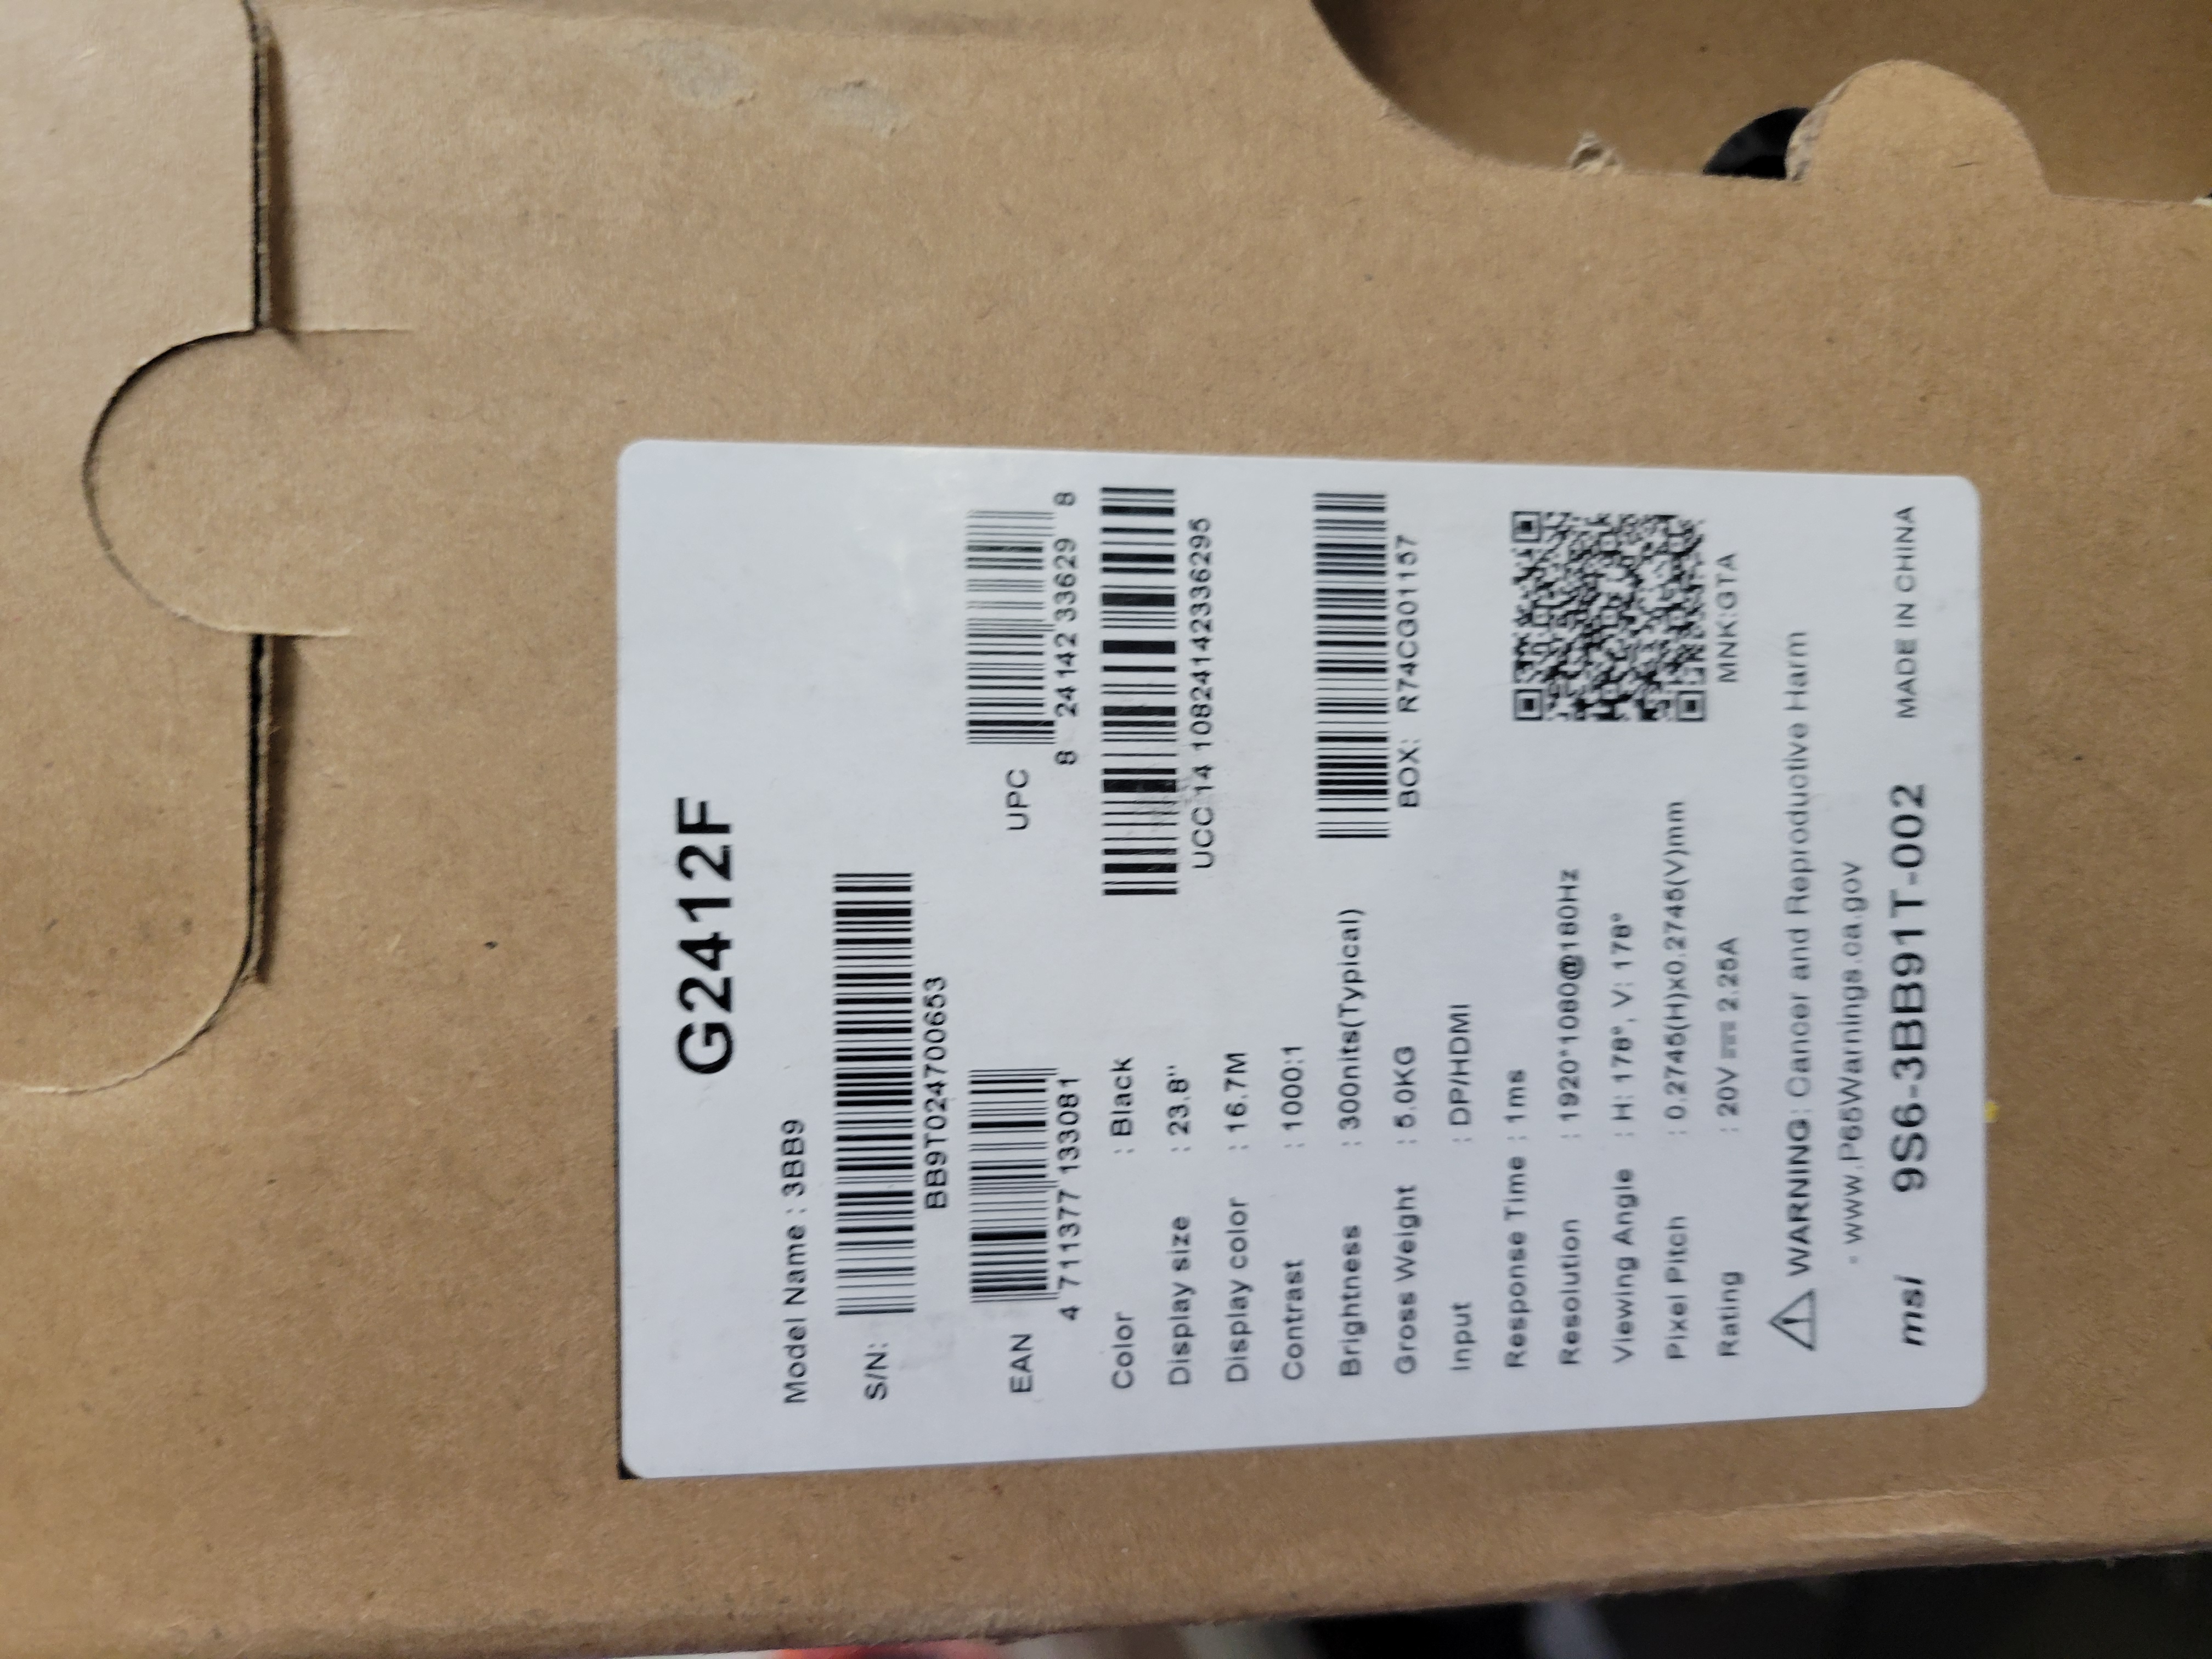 G2412F
Model Name : 3BB9
S/N:
BB9T024700653
EAN
4 711377 133081
UPC
8 24142 33629 8
Color : Black
Display size : 23.8"
Display color : 16.7M
UCC 14 10824142336295
Contrast : 1000:1
Brightness : 300nits(Typical)
Gross Weight : 5.0KG
BOX: R74CG01157
Input : DP/HDMI
Response Time : 1ms
Resolution : 1920*1080@180Hz
Viewing Angle : H: 178°, V: 178°
Pixel Pitch : 0.2745(H)x0.2745(V)mm
Rating : 20V ⎓ 2.25A
MNK:GTA
⚠ WARNING: Cancer and Reproductive Harm
- www.P65Warnings.ca.gov
msi 9S6-3BB91T-002 MADE IN CHINA